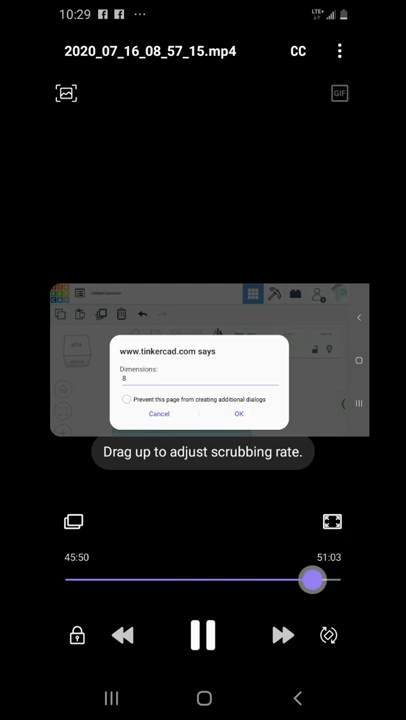 10:29
LTE+
2020_07_16_08_57_15.mp4
CC
GIF
www.tinkercad.com says
Dimensions:
8
Prevent this page from creating additional dialogs
Cancel
OK
Drag up to adjust scrubbing rate.
45:50
51:03